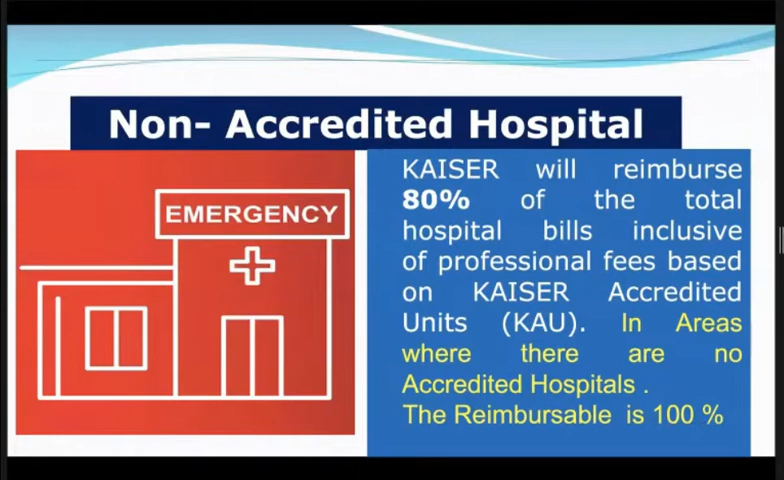 Non- Accredited Hospital
EMERGENCY
KAISER will reimburse
80% of the total
hospital bills inclusive
of professional fees based
on KAISER Accredited
Units (KAU). In Areas
where there are no
Accredited Hospitals .
The Reimbursable is 100 %